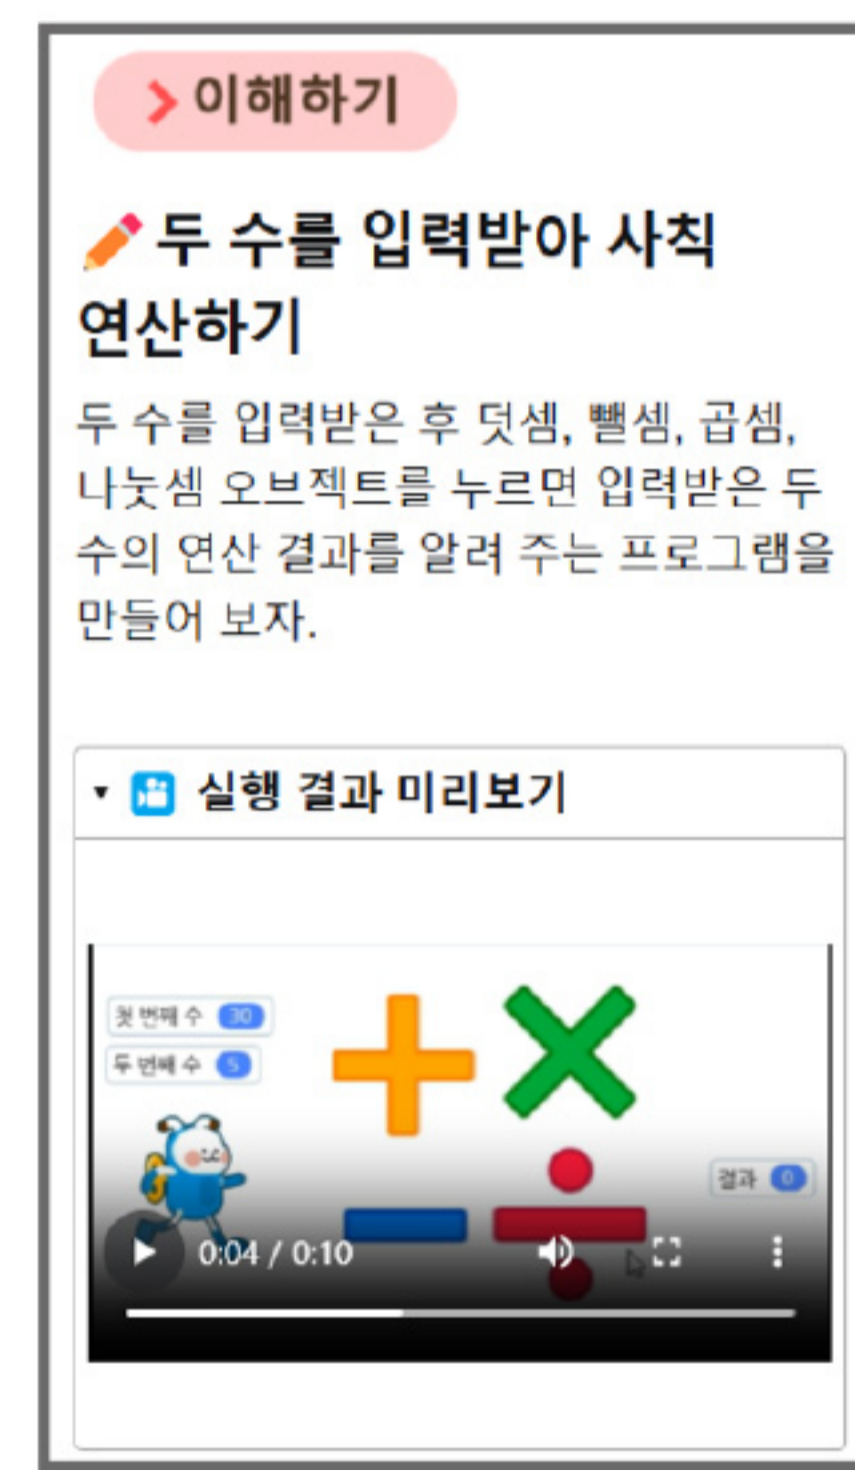 이해하기
두 수를 입력받아 사칙
연산하기
두 수를 입력받은 후 덧셈, 뺄셈, 곱셈,
나눗셈 오브젝트를 누르면 입력받은 두
수의 연산 결과를 알려 주는 프로그램을
만들어 보자.
실행 결과 미리보기
첫 번째 수 30
두 번째 수 5
결과 0
0:04 / 0:10